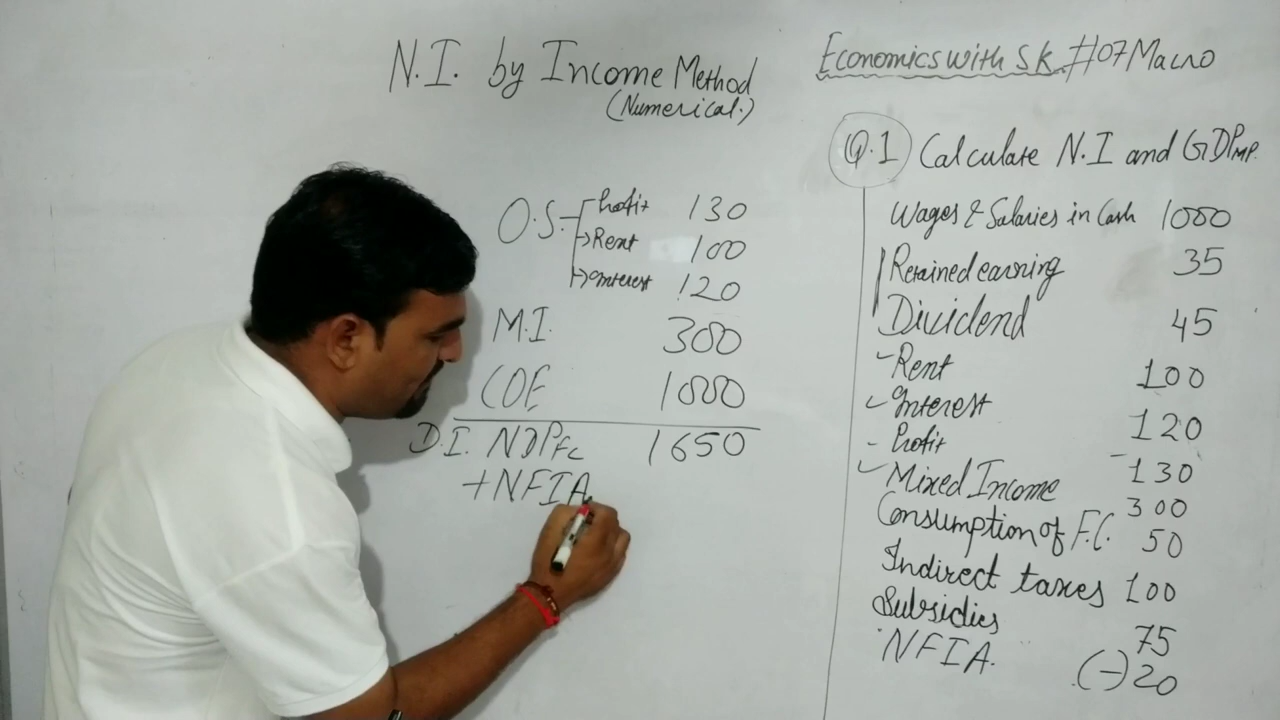 N.I. by Income Method
(Numerical.)
O.S. Profit 130
Rent 100
Interest 120
M.I. 300
COE 1000
D.I. NDPFC 1650
+NFIA
Economics with S.K. #07 Macro
Q.1 Calculate N.I and GDPMP.
Wages & Salaries in Cash 1000
Retained earning 35
Dividend 45
Rent 100
Interest 120
Profit 130
Mixed Income 300
Consumption of F.C. 50
Indirect taxes 100
Subsidies 75
NFIA. (-) 20